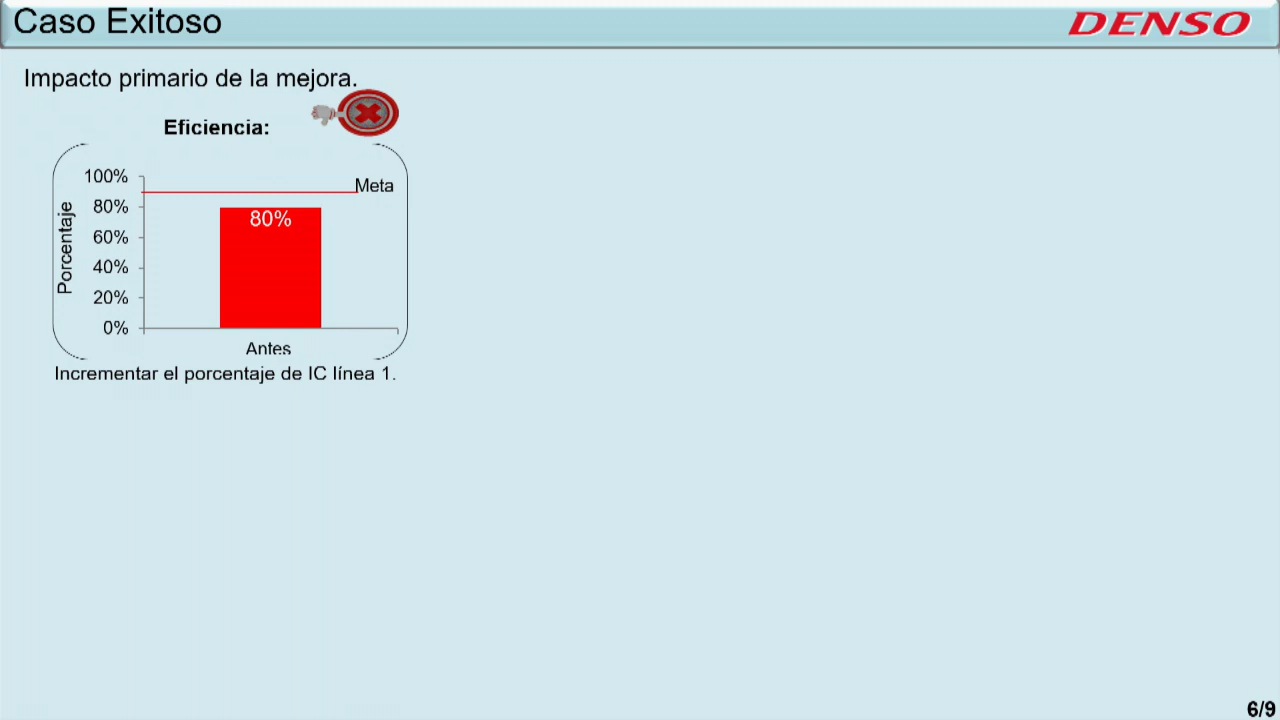 Caso Exitoso
DENSO
Impacto primario de la mejora.
Eficiencia:
100%
Meta
80%
80%
60%
40%
20%
0%
Porcentaje
Antes
Incrementar el porcentaje de IC línea 1.
6/9